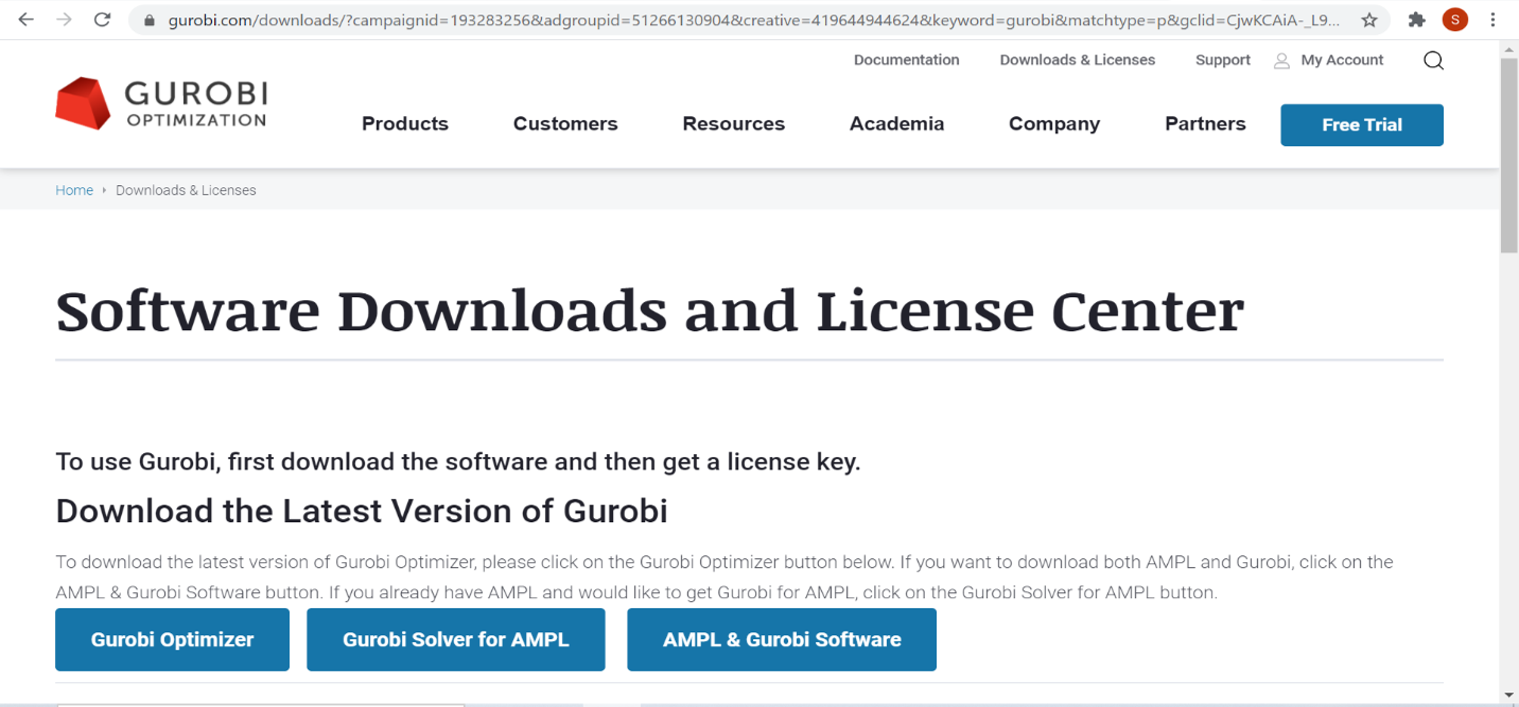 gurobi.com/downloads/?campaignid=193283256&adgroupid=51266130904&creative=419644944624&keyword=gurobi&matchtype=p&gclid=CjwKCAiA-_L9...
S
Documentation Downloads & Licenses Support My Account
GUROBI
OPTIMIZATION
Products Customers Resources Academia Company Partners Free Trial
Home Downloads & Licenses
Software Downloads and License Center
To use Gurobi, first download the software and then get a license key.
Download the Latest Version of Gurobi
To download the latest version of Gurobi Optimizer, please click on the Gurobi Optimizer button below. If you want to download both AMPL and Gurobi, click on the
AMPL & Gurobi Software button. If you already have AMPL and would like to get Gurobi for AMPL, click on the Gurobi Solver for AMPL button.
Gurobi Optimizer Gurobi Solver for AMPL AMPL & Gurobi Software